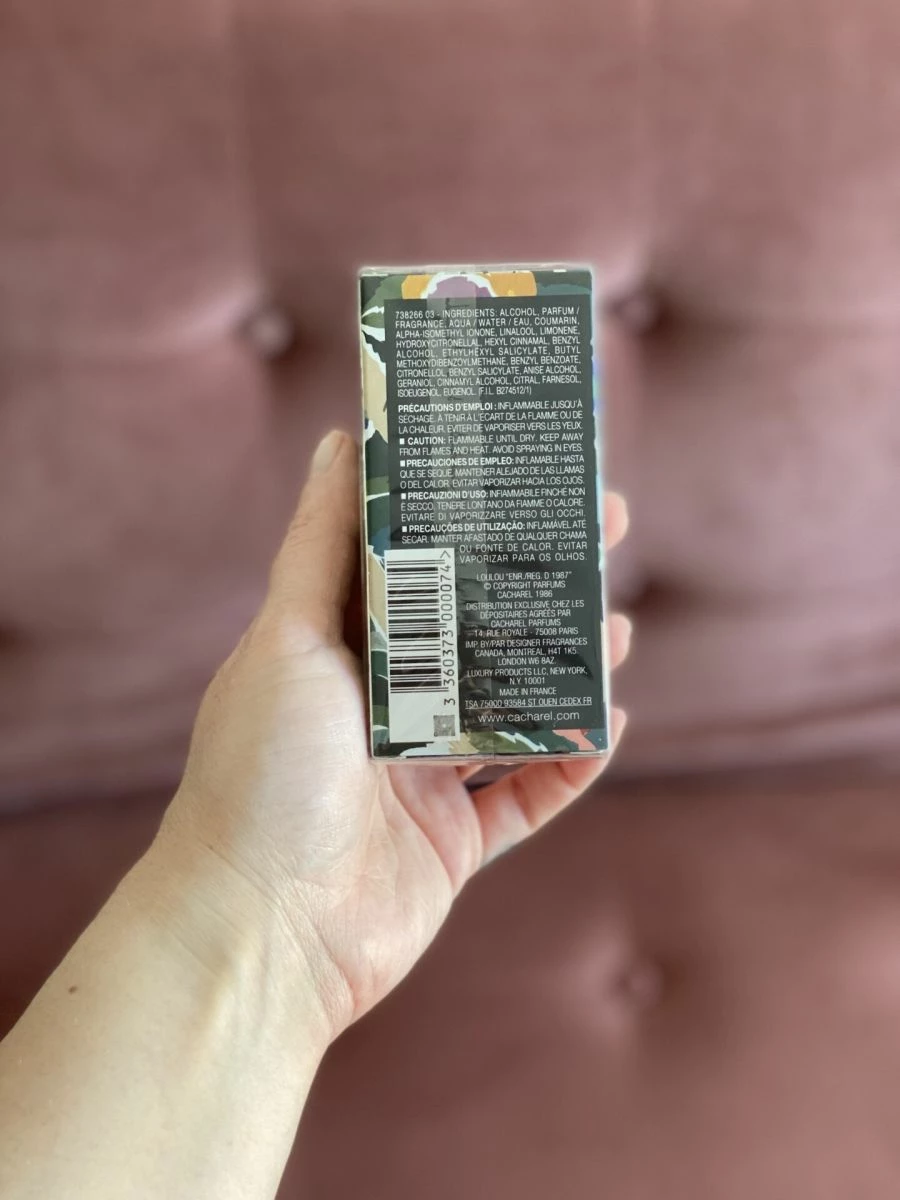 738266 03 - INGREDIENTS: ALCOHOL, PARFUM /
FRAGRANCE, AQUA / WATER / EAU, COUMARIN,
ALPHA-ISOMETHYL IONONE, LINALOOL, LIMONENE,
HYDROXYCITRONELLAL, HEXYL CINNAMAL, BENZYL
ALCOHOL, ETHYLHEXYL SALICYLATE, BUTYL
METHOXYDIBENZOYLMETHANE, BENZYL BENZOATE,
CITRONELLOL, BENZYL SALICYLATE, ANISE ALCOHOL,
GERANIOL, CINNAMYL ALCOHOL, CITRAL, FARNESOL,
ISOEUGENOL, EUGENOL. (F.I.L. B274512/1)
PRÉCAUTIONS D'EMPLOI : INFLAMMABLE JUSQU'À
SECHAGE. À TENIR À L'ECART DE LA FLAMME OU DE
LA CHALEUR. EVITER DE VAPORISER VERS LES YEUX.
■ CAUTION: FLAMMABLE UNTIL DRY. KEEP AWAY
FROM FLAMES AND HEAT. AVOID SPRAYING IN EYES.
■ PRECAUCIONES DE EMPLEO: INFLAMABLE HASTA
QUE SE SEQUE. MANTENER ALEJADO DE LAS LLAMAS
O DEL CALOR. EVITAR VAPORIZAR HACIA LOS OJOS.
■ PRECAUZIONI D'USO: INFIAMMABILE FINCHÉ NON
È SECCO. TENERE LONTANO DA FIAMME O CALORE.
EVITARE DI VAPORIZZARE VERSO GLI OCCHI.
■ PRECAUÇÕES DE UTILIZAÇÃO: INFLAMÁVEL ATÉ
SECAR. MANTER AFASTADO DE QUALQUER CHAMA
OU FONTE DE CALOR. EVITAR
VAPORIZAR PARA OS OLHOS.
LOULOU "ENR./REG. D 1987"
© COPYRIGHT PARFUMS
CACHAREL 1986
DISTRIBUTION EXCLUSIVE CHEZ LES
DÉPOSITAIRES AGRÉÉS PAR
CACHAREL PARFUMS
14, RUE ROYALE - 75008 PARIS
IMP. BY/PAR DESIGNER FRAGRANCES
CANADA, MONTREAL, H4T 1K5.
LONDON W6 8AZ.
LUXURY PRODUCTS LLC, NEW YORK,
N.Y. 10001
MADE IN FRANCE
TSA 75000 93584 ST OUEN CEDEX FR
www.cacharel.com
3 360373 000074 >